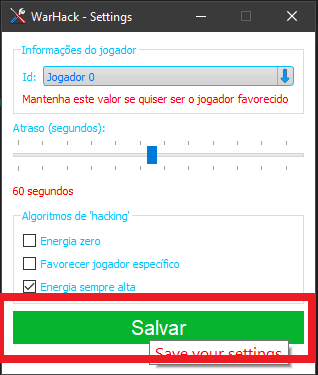 WarHack - Settings
Informações do jogador
Id: Jogador 0
Mantenha este valor se quiser ser o jogador favorecido
Atraso (segundos):
60 segundos
Algoritmos de 'hacking'
Energia zero
Favorecer jogador específico
Energia sempre alta
Salvar
Save your settings